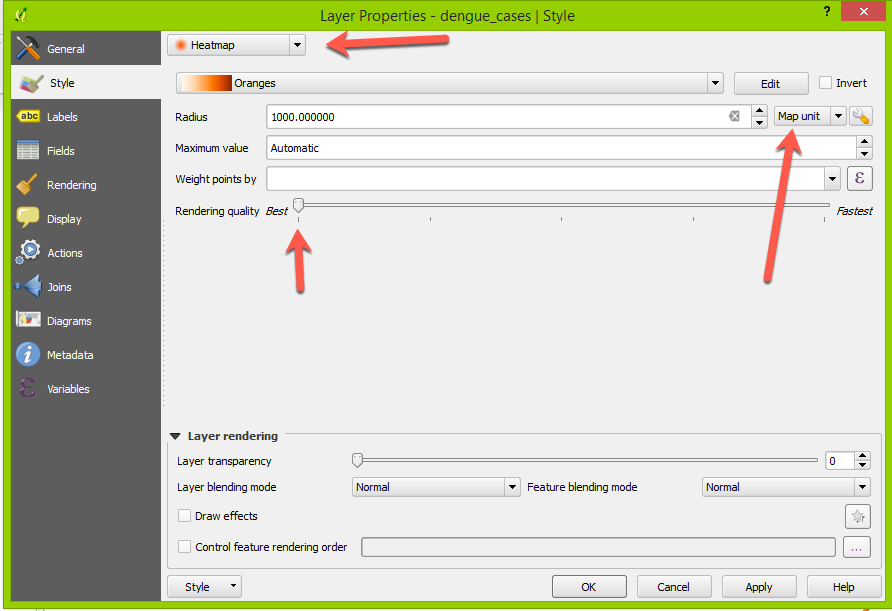 Layer Properties - dengue_cases | Style
?
General
Style
abc Labels
Fields
Rendering
Display
Actions
Joins
Diagrams
Metadata
Variables
Heatmap
Oranges
Edit
Invert
Radius 1000.000000 Map unit
Maximum value Automatic
Weight points by ε
Rendering quality Best Fastest
Layer rendering
Layer transparency 0
Layer blending mode Normal Feature blending mode Normal
Draw effects
Control feature rendering order ...
Style OK Cancel Apply Help